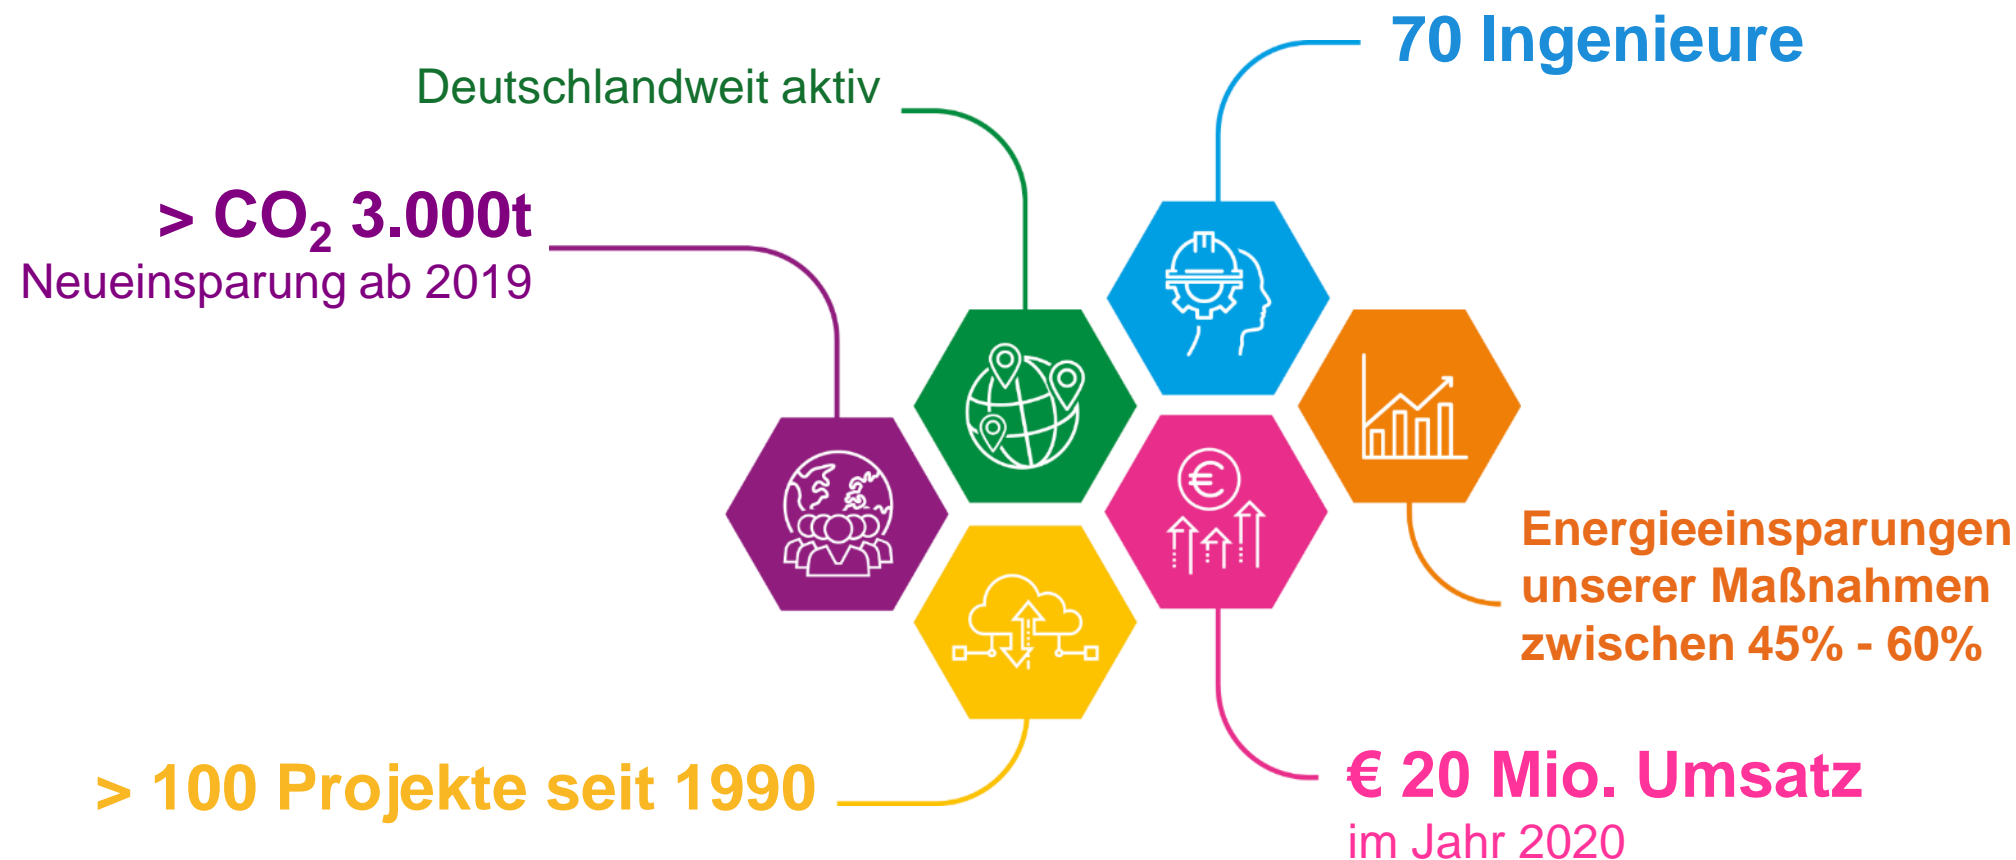 70 Ingenieure
Deutschlandweit aktiv
> CO₂ 3.000t
Neueinsparung ab 2019
€
Energieeinsparungen
unserer Maßnahmen
zwischen 45% - 60%
> 100 Projekte seit 1990
€ 20 Mio. Umsatz
im Jahr 2020